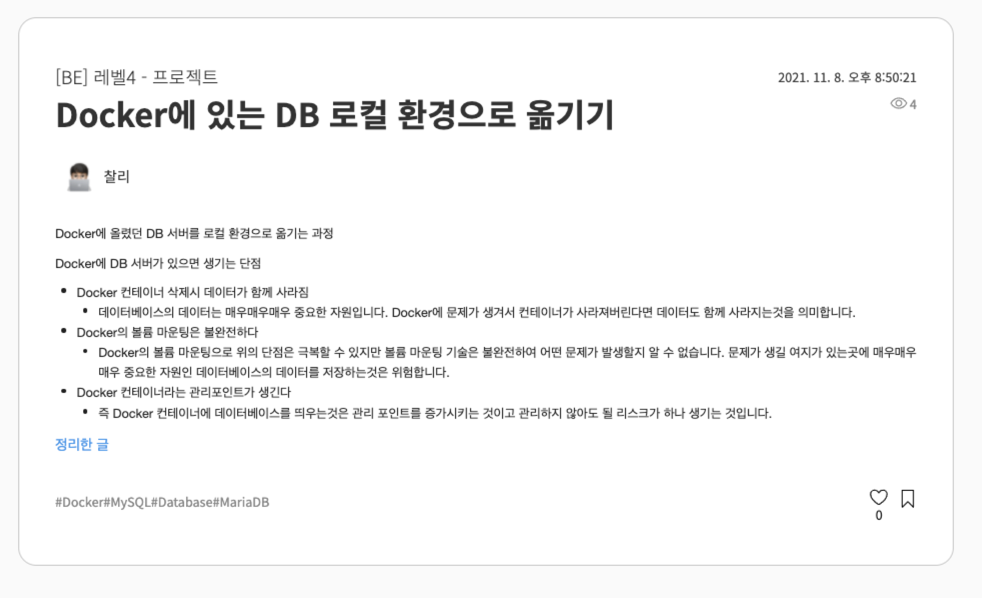 [BE] 레벨4 - 프로젝트
2021. 11. 8. 오후 8:50:21
Docker에 있는 DB 로컬 환경으로 옮기기
4
찰리
Docker에 올렸던 DB 서버를 로컬 환경으로 옮기는 과정
Docker에 DB 서버가 있으면 생기는 단점
Docker 컨테이너 삭제시 데이터가 함께 사라짐
데이터베이스의 데이터는 매우매우매우 중요한 자원입니다. Docker에 문제가 생겨서 컨테이너가 사라져버린다면 데이터도 함께 사라지는것을 의미합니다.
Docker의 볼륨 마운팅은 불완전하다
Docker의 볼륨 마운팅으로 위의 단점은 극복할 수 있지만 볼륨 마운팅 기술은 불완전하여 어떤 문제가 발생할지 알 수 없습니다. 문제가 생길 여지가 있는곳에 매우매우
매우 중요한 자원인 데이터베이스의 데이터를 저장하는것은 위험합니다.
Docker 컨테이너라는 관리포인트가 생긴다
즉 Docker 컨테이너에 데이터베이스를 띄우는것은 관리 포인트를 증가시키는 것이고 관리하지 않아도 될 리스크가 하나 생기는 것입니다.
정리한 글
#Docker#MySQL#Database#MariaDB
0